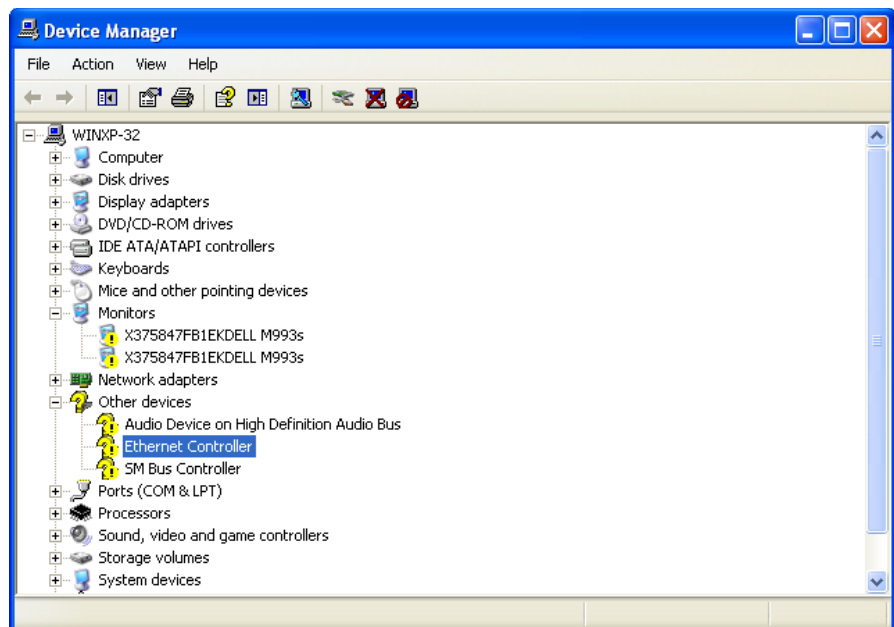 Device Manager
File Action View Help
WINXP-32
Computer
Disk drives
Display adapters
DVD/CD-ROM drives
IDE ATA/ATAPI controllers
Keyboards
Mice and other pointing devices
Monitors
X375847FB1EKDELL M993s
X375847FB1EKDELL M993s
Network adapters
Other devices
Audio Device on High Definition Audio Bus
Ethernet Controller
SM Bus Controller
Ports (COM & LPT)
Processors
Sound, video and game controllers
Storage volumes
System devices